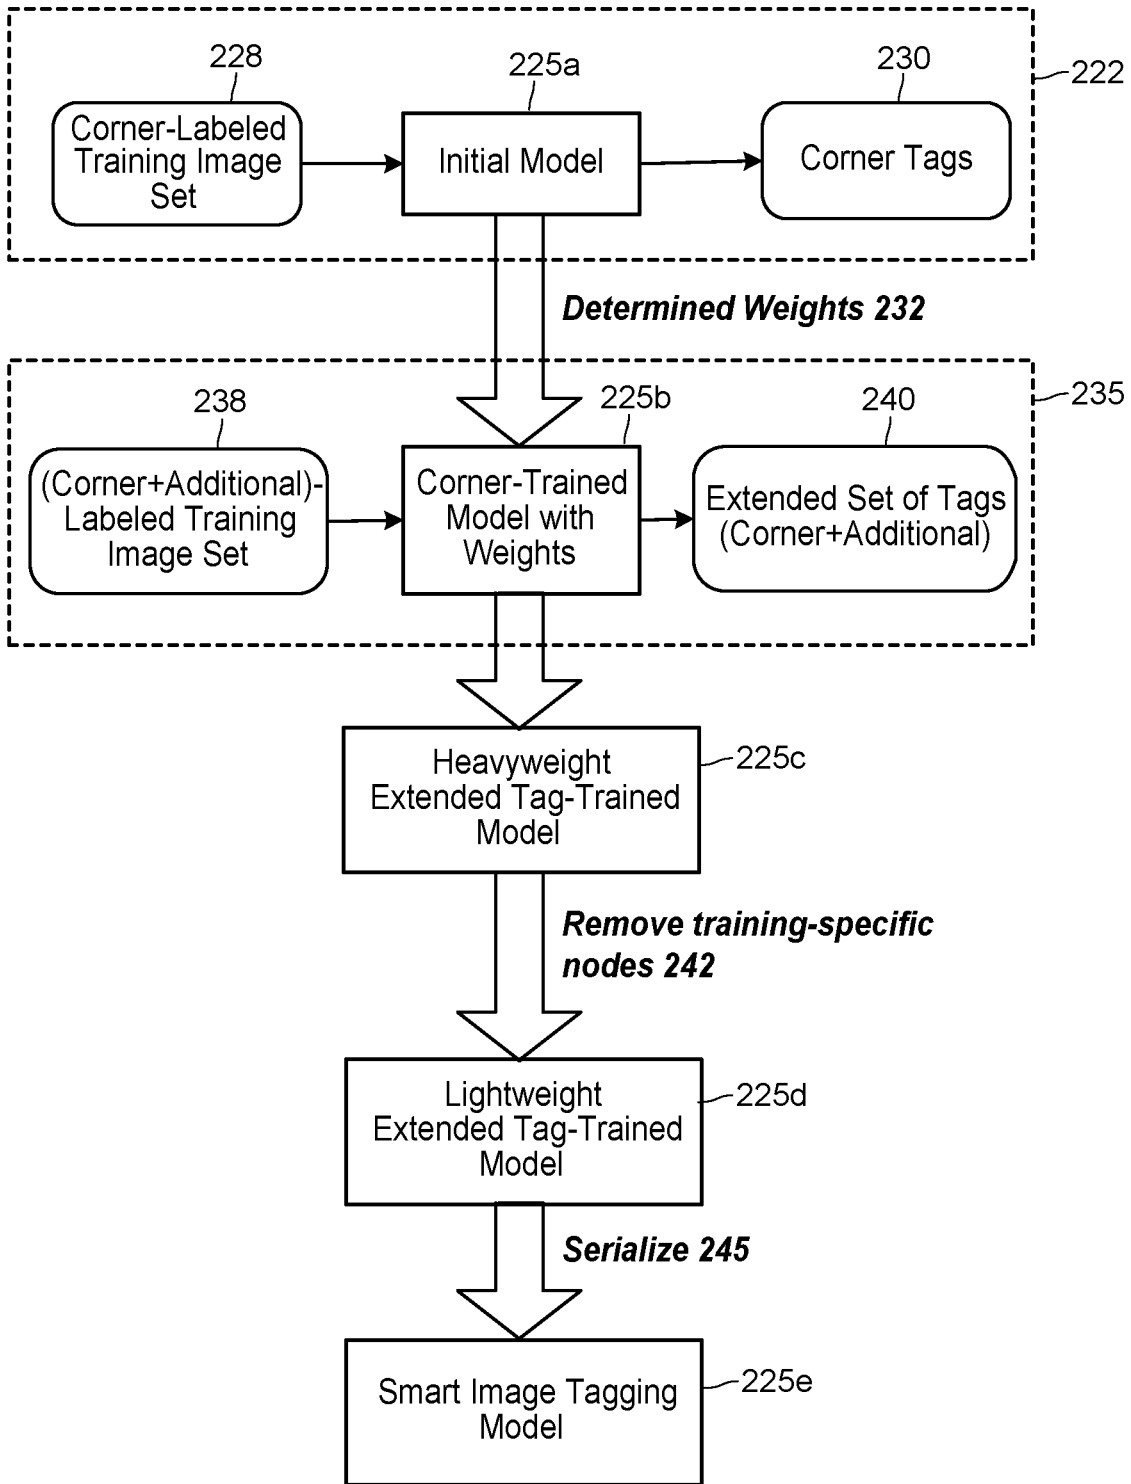 228
225a
230
222
Corner-Labeled
Training Image
Set
Initial Model
Corner Tags
Determined Weights 232
238
225b
240
235
(Corner+Additional)-
Labeled Training
Image Set
Corner-Trained
Model with
Weights
Extended Set of Tags
(Corner+Additional)
Heavyweight
Extended Tag-Trained
Model
225c
Remove training-specific
nodes 242
Lightweight
Extended Tag-Trained
Model
225d
Serialize 245
Smart Image Tagging
Model
225e